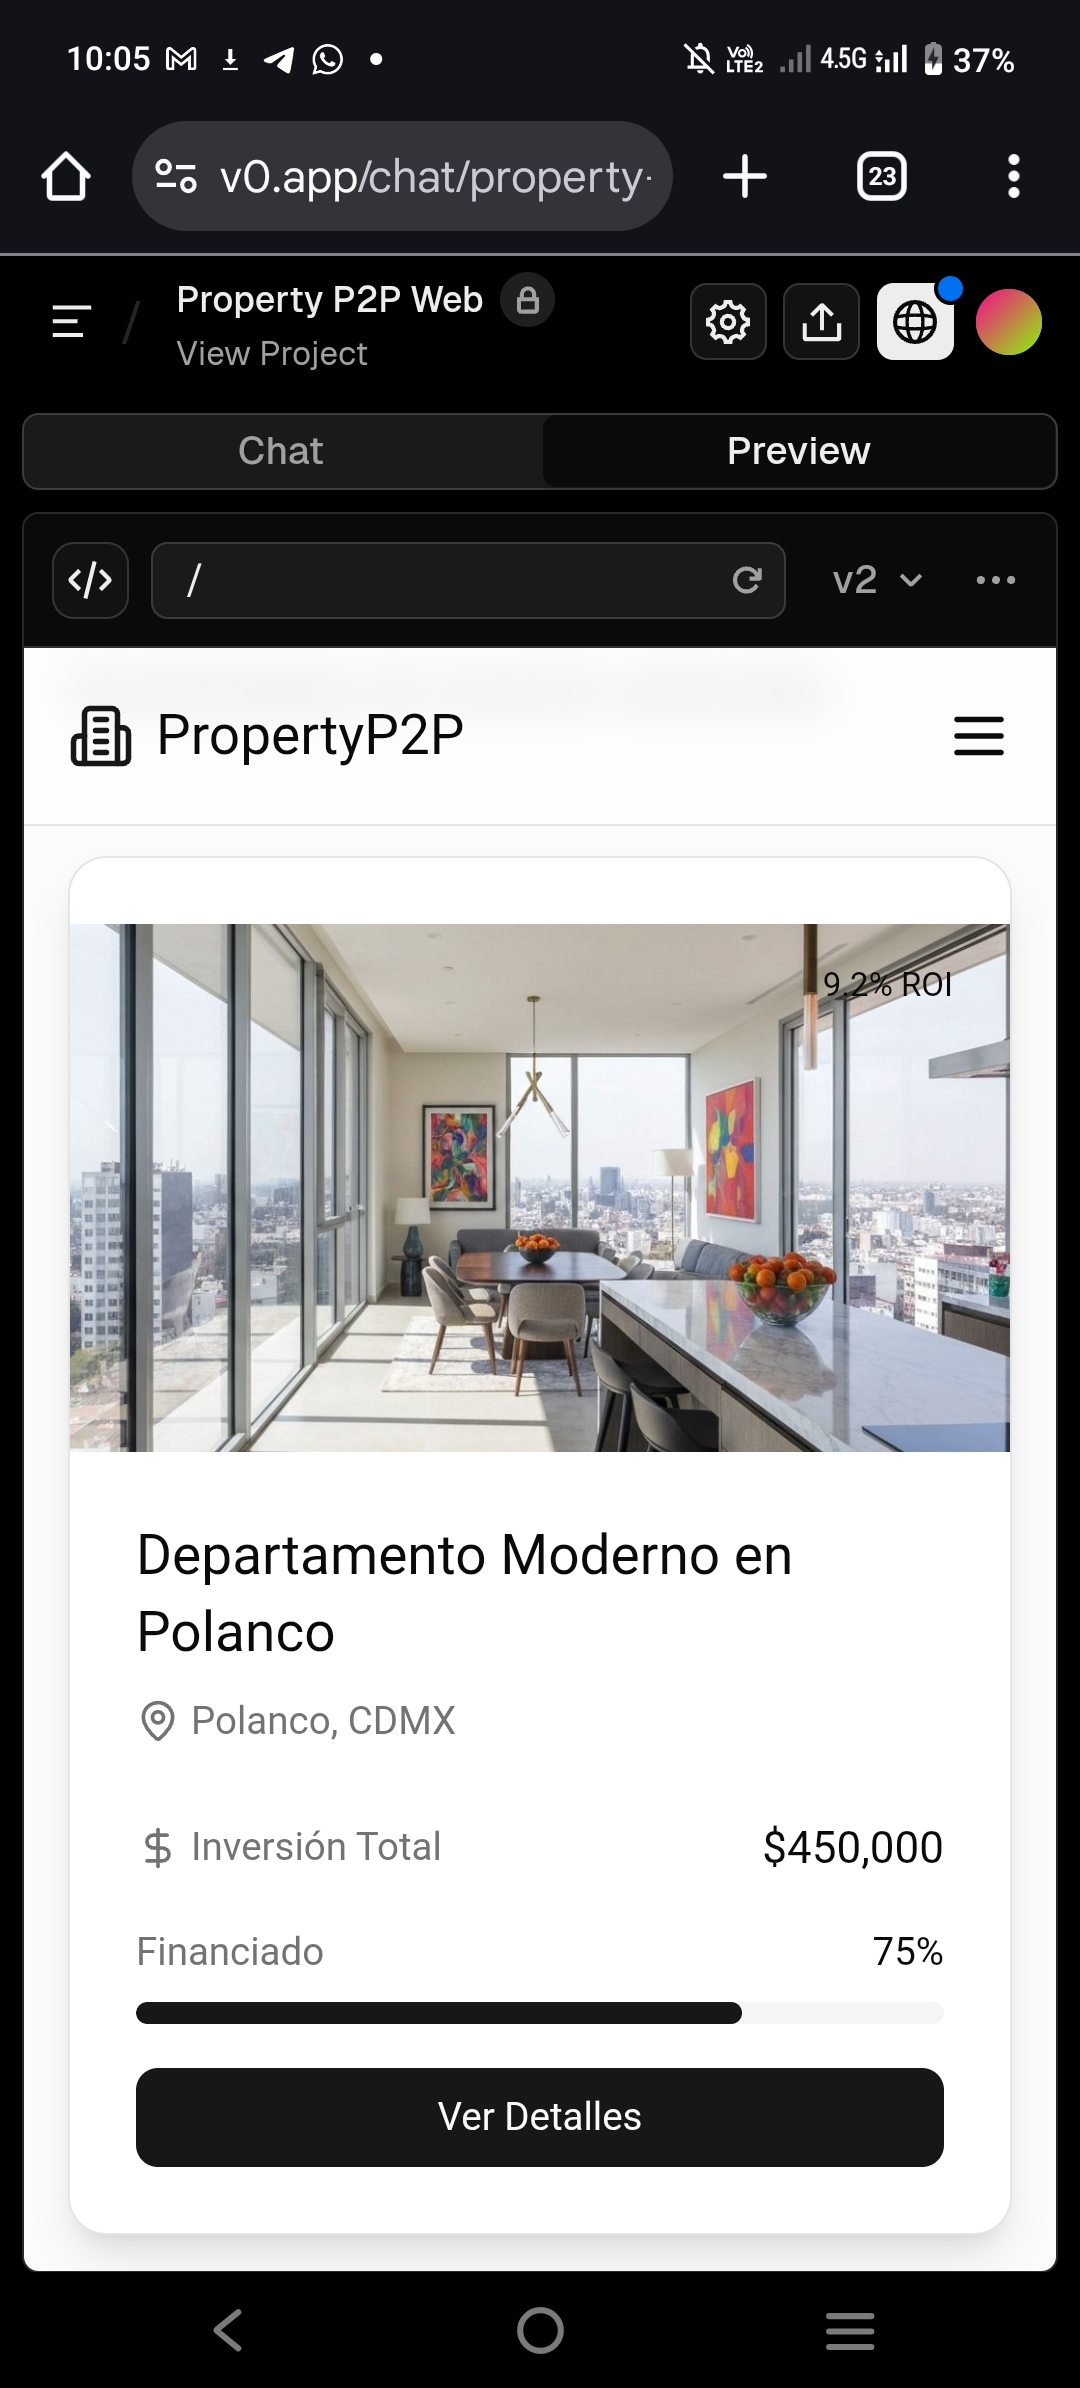 10:05
Vo)) LTE2 4.5G 37%
v0.app/chat/property-
23
Property P2P Web
View Project
Chat Preview
/ v2
PropertyP2P
9.2% ROI
Departamento Moderno en
Polanco
Polanco, CDMX
Inversión Total $450,000
Financiado 75%
Ver Detalles